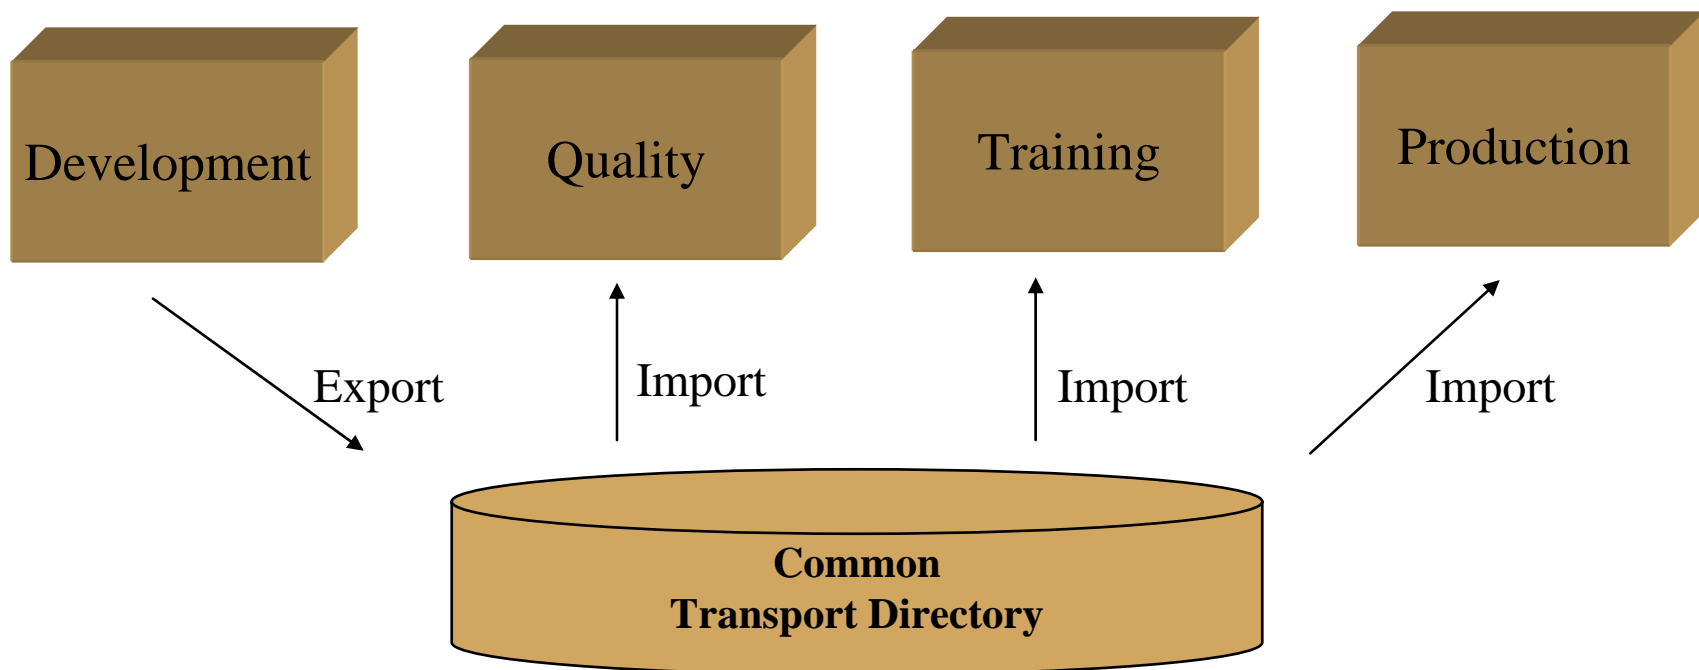 Development
Quality
Training
Production
Export
Import
Import
Import
Common
Transport Directory